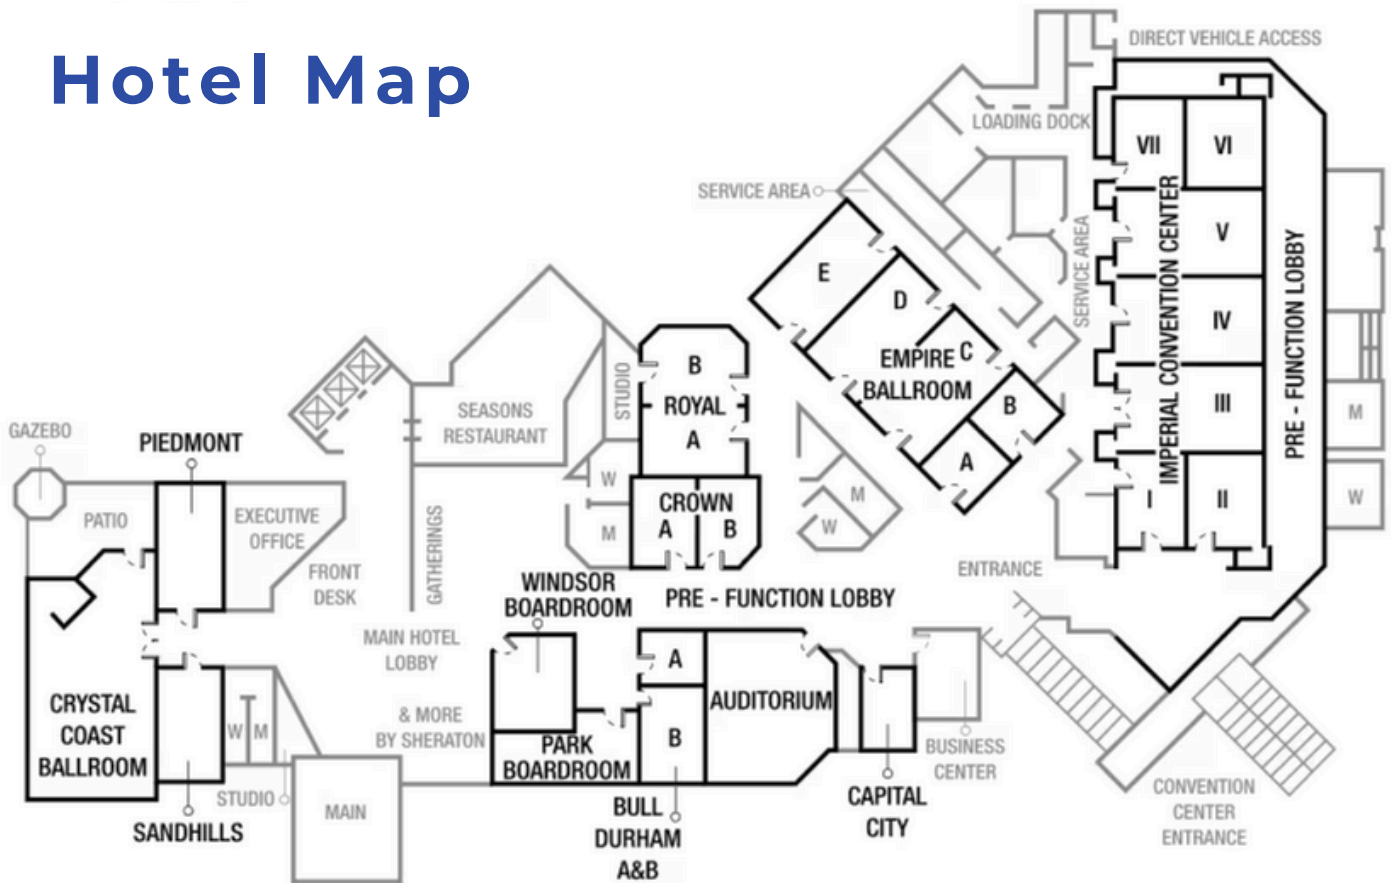 Hotel Map
DIRECT VEHICLE ACCESS
LOADING DOCK
SERVICE AREA
SERVICE AREA
VII
VI
V
IV
III
II
I
IMPERIAL CONVENTION CENTER
PRE - FUNCTION LOBBY
M
W
E
D
C
EMPIRE
BALLROOM
B
A
M
W
B
ROYAL
A
STUDIO
SEASONS
RESTAURANT
W
M
CROWN
A
B
GAZEBO
PIEDMONT
PATIO
EXECUTIVE
OFFICE
FRONT
DESK
GATHERINGS
WINDSOR
BOARDROOM
PRE - FUNCTION LOBBY
ENTRANCE
MAIN HOTEL
LOBBY
A
AUDITORIUM
B
CRYSTAL
COAST
BALLROOM
W
M
& MORE
BY SHERATON
PARK
BOARDROOM
BUSINESS
CENTER
STUDIO
MAIN
SANDHILLS
BULL
DURHAM
A&B
CAPITAL
CITY
CONVENTION
CENTER
ENTRANCE